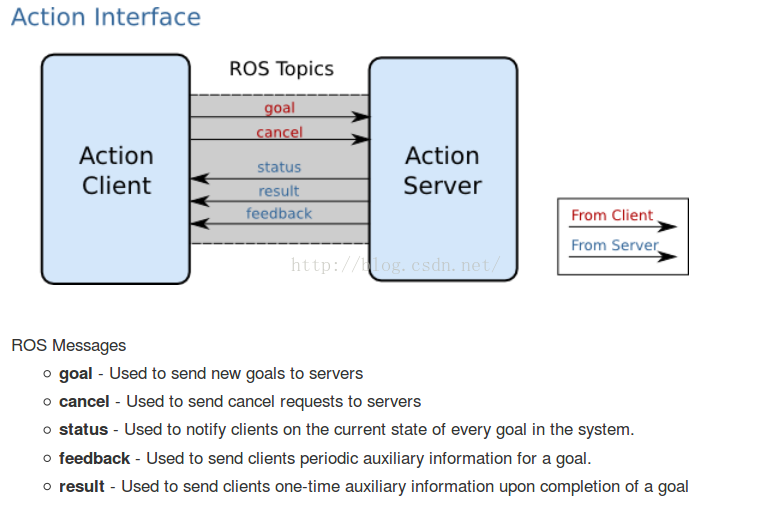 Action Interface
ROS Topics
Action
Client
goal
cancel
status
result
feedback
Action
Server
From Client
From Server
http://blog.csdn.net/
ROS Messages
goal - Used to send new goals to servers
cancel - Used to send cancel requests to servers
status - Used to notify clients on the current state of every goal in the system.
feedback - Used to send clients periodic auxiliary information for a goal.
result - Used to send clients one-time auxiliary information upon completion of a goal